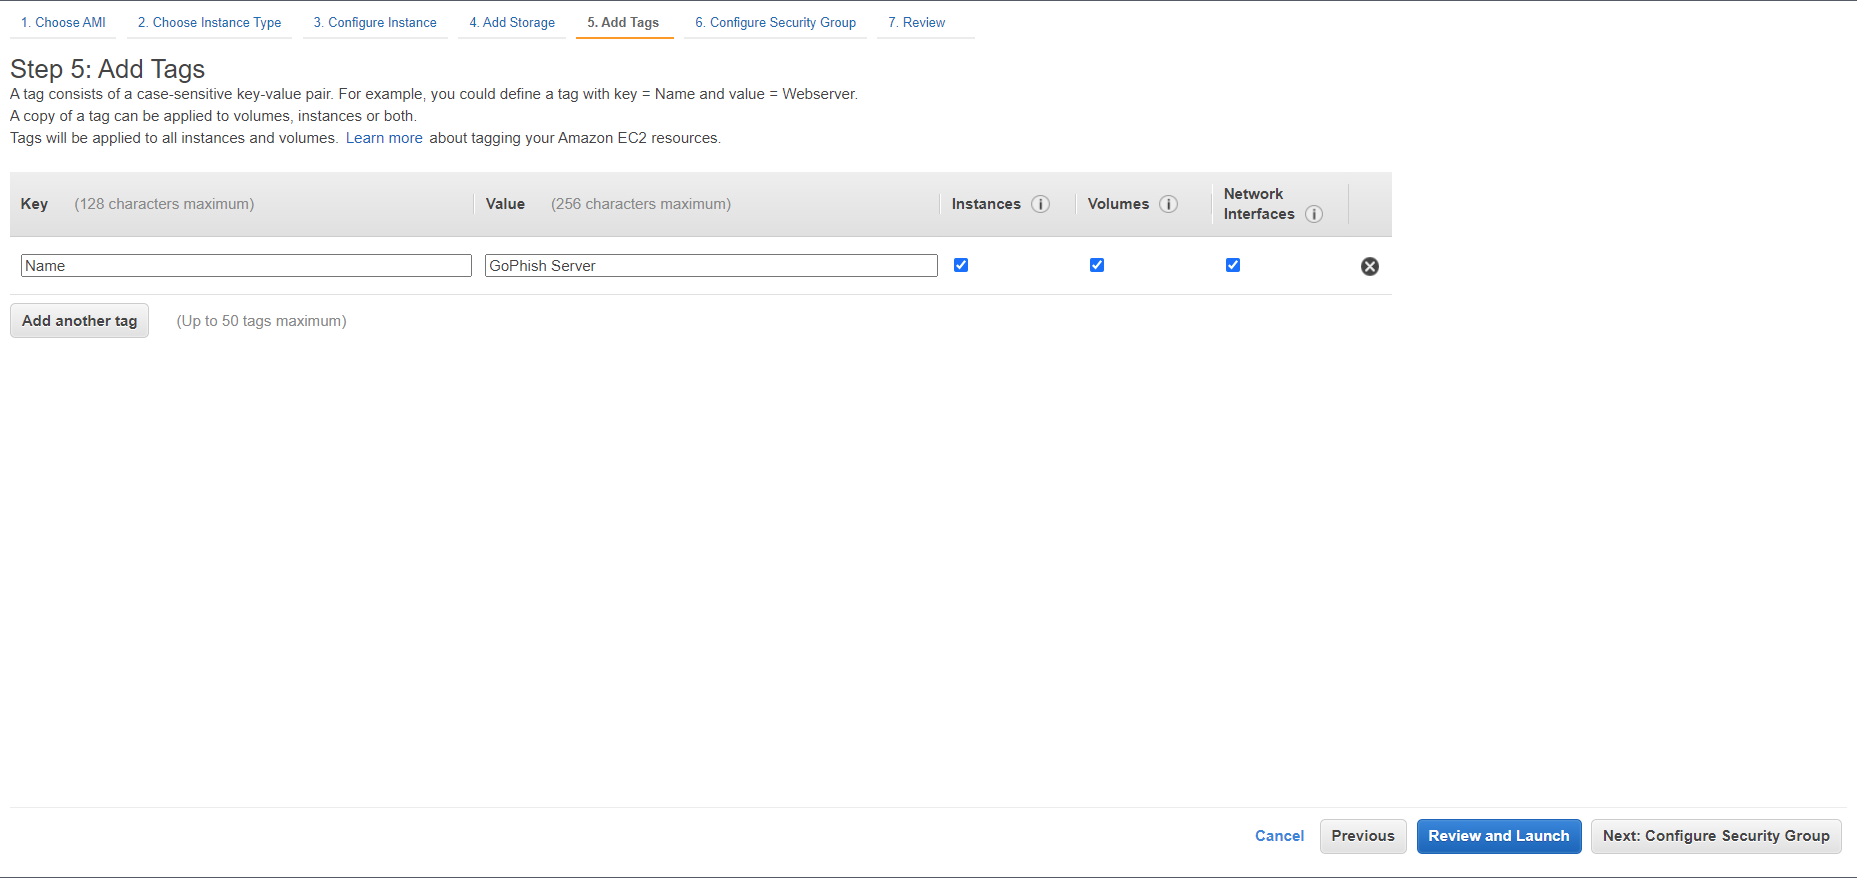 1. Choose AMI 2. Choose Instance Type 3. Configure Instance 4. Add Storage 5. Add Tags 6. Configure Security Group 7. Review
Step 5: Add Tags
A tag consists of a case-sensitive key-value pair. For example, you could define a tag with key = Name and value = Webserver.
A copy of a tag can be applied to volumes, instances or both.
Tags will be applied to all instances and volumes. Learn more about tagging your Amazon EC2 resources.
Key (128 characters maximum) Value (256 characters maximum) Instances i Volumes i Network Interfaces i
Name GoPhish Server
Add another tag (Up to 50 tags maximum)
Cancel Previous Review and Launch Next: Configure Security Group